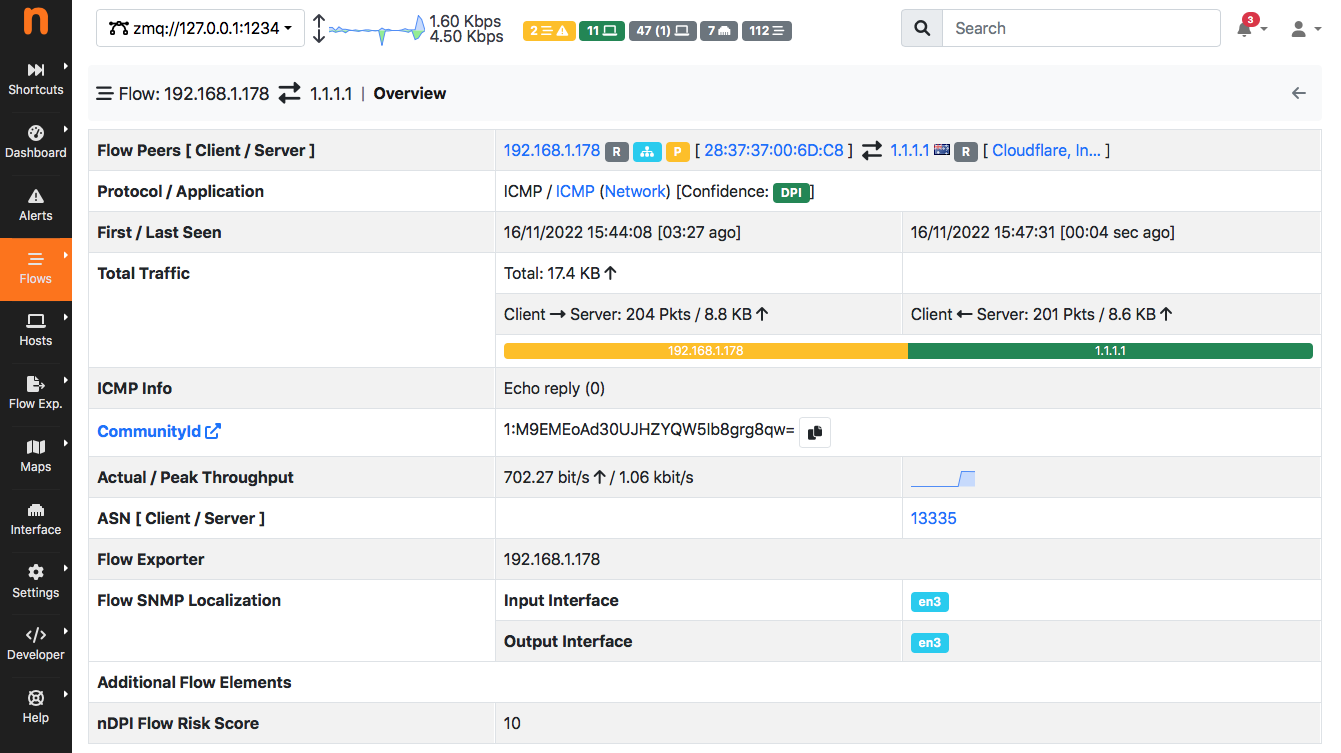 n
zmq://127.0.0.1:1234
1.60 Kbps
4.50 Kbps
2
11
47 (1)
7
112
Search
3
Shortcuts
Dashboard
Alerts
Flows
Hosts
Flow Exp.
Maps
Interface
Settings
Developer
Help
Flow: 192.168.1.178 1.1.1.1 | Overview
Flow Peers [ Client / Server ] 192.168.1.178 R P [ 28:37:37:00:6D:C8 ] 1.1.1.1 R [ Cloudflare, In... ]
Protocol / Application ICMP / ICMP (Network) [Confidence: DPI]
First / Last Seen 16/11/2022 15:44:08 [03:27 ago] 16/11/2022 15:47:31 [00:04 sec ago]
Total Traffic Total: 17.4 KB ↑
Client → Server: 204 Pkts / 8.8 KB ↑ Client ← Server: 201 Pkts / 8.6 KB ↑
192.168.1.178 1.1.1.1
ICMP Info Echo reply (0)
CommunityId 1:M9EMEoAd30UJHZYQW5Ib8grg8qw=
Actual / Peak Throughput 702.27 bit/s ↑ / 1.06 kbit/s
ASN [ Client / Server ] 13335
Flow Exporter 192.168.1.178
Flow SNMP Localization Input Interface en3
Output Interface en3
Additional Flow Elements
nDPI Flow Risk Score 10